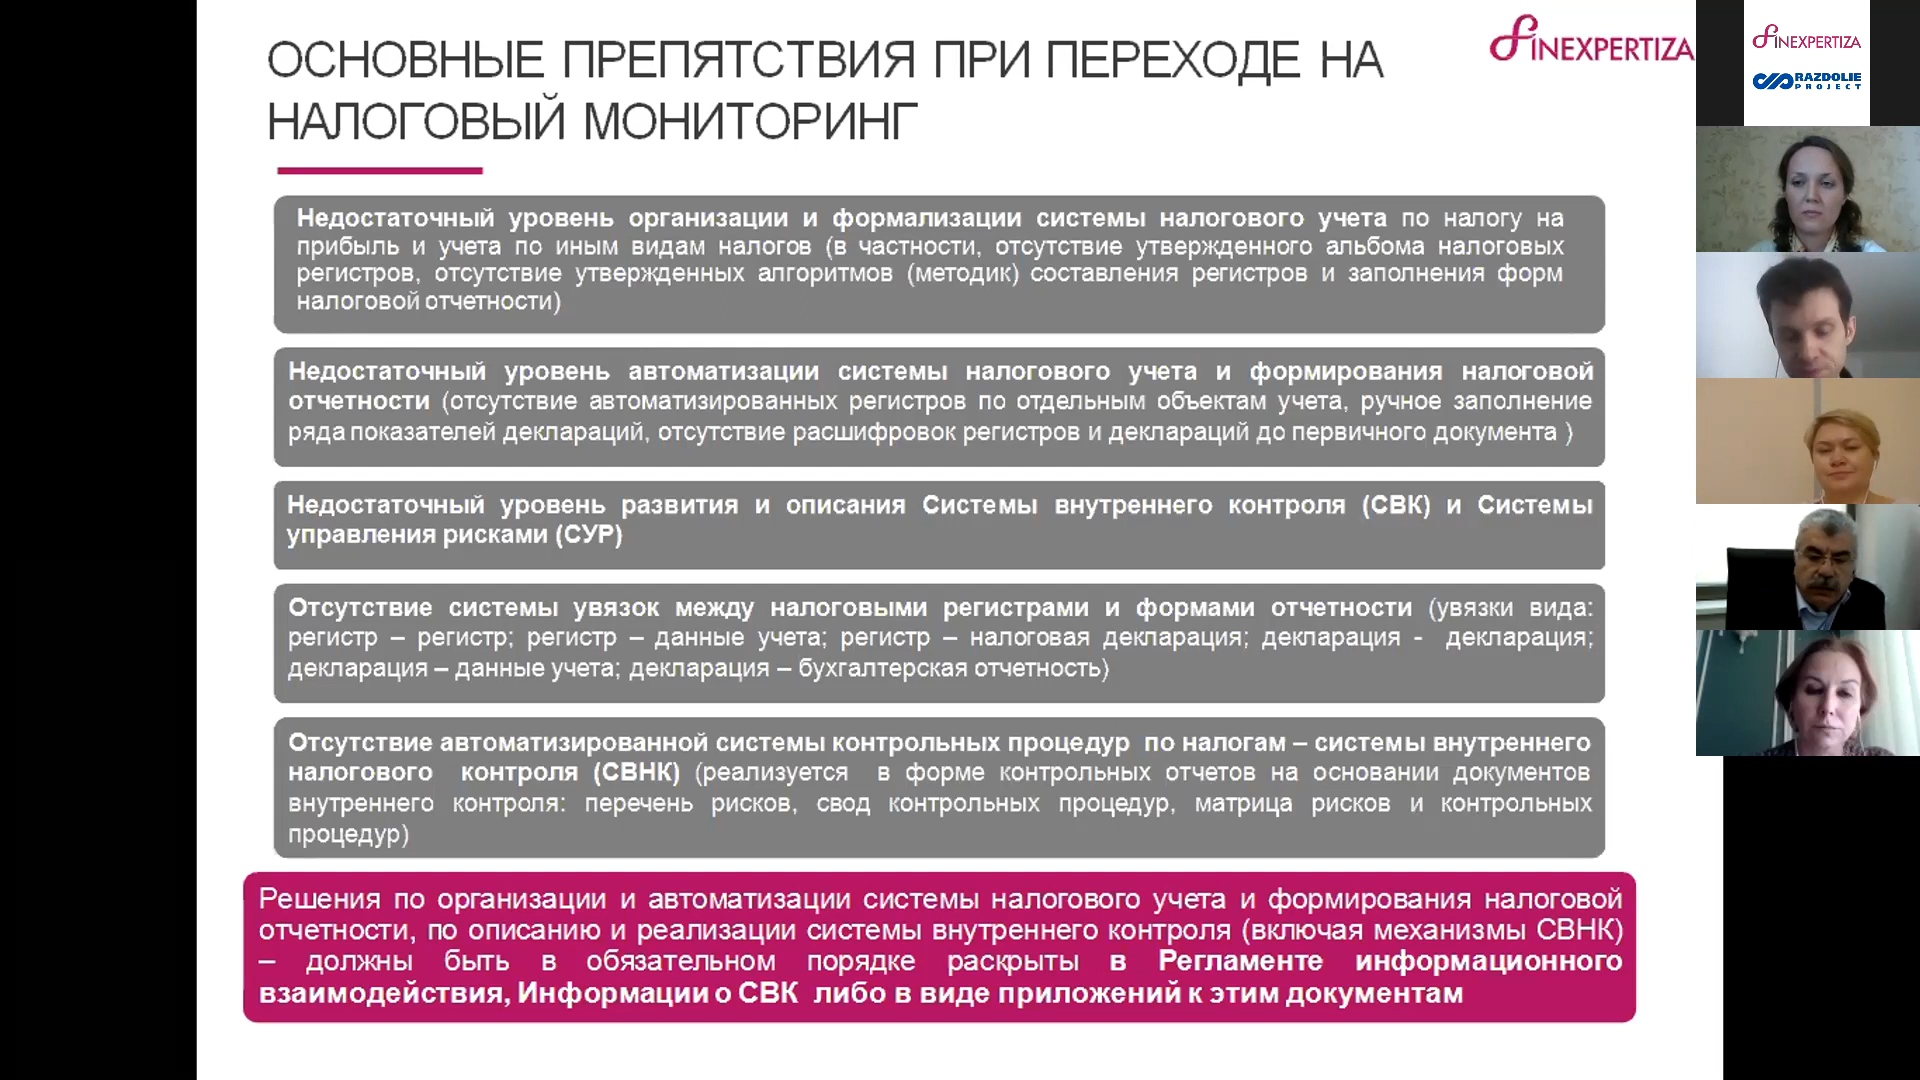 ОСНОВНЫЕ ПРЕПЯТСТВИЯ ПРИ ПЕРЕХОДЕ НА
НАЛОГОВЫЙ МОНИТОРИНГ
FINEXPERTIZA
FINEXPERTIZA
RAZDOLIE
PROJECT
Недостаточный уровень организации и формализации системы налогового учета по налогу на
прибыль и учета по иным видам налогов (в частности, отсутствие утвержденного альбома налоговых
регистров, отсутствие утвержденных алгоритмов (методик) составления регистров и заполнения форм
налоговой отчетности)
Недостаточный уровень автоматизации системы налогового учета и формирования налоговой
отчетности (отсутствие автоматизированных регистров по отдельным объектам учета, ручное заполнение
ряда показателей деклараций, отсутствие расшифровок регистров и деклараций до первичного документа )
Недостаточный уровень развития и описания Системы внутреннего контроля (СВК) и Системы
управления рисками (СУР)
Отсутствие системы увязок между налоговыми регистрами и формами отчетности (увязки вида:
регистр – регистр; регистр – данные учета; регистр – налоговая декларация; декларация - декларация;
декларация – данные учета; декларация – бухгалтерская отчетность)
Отсутствие автоматизированной системы контрольных процедур по налогам – системы внутреннего
налогового контроля (СВНК) (реализуется в форме контрольных отчетов на основании документов
внутреннего контроля: перечень рисков, свод контрольных процедур, матрица рисков и контрольных
процедур)
Решения по организации и автоматизации системы налогового учета и формирования налоговой
отчетности, по описанию и реализации системы внутреннего контроля (включая механизмы СВНК)
– должны быть в обязательном порядке раскрыты в Регламенте информационного
взаимодействия, Информации о СВК либо в виде приложений к этим документам